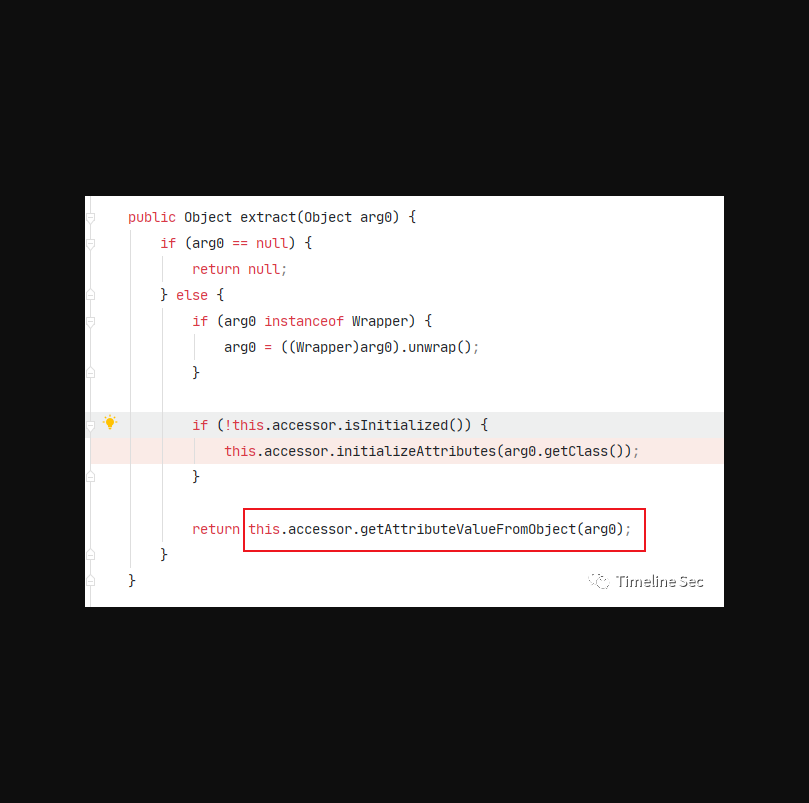 public Object extract(Object arg0) {
if (arg0 == null) {
return null;
} else {
if (arg0 instanceof Wrapper) {
arg0 = ((Wrapper)arg0).unwrap();
}
if (!this.accessor.isInitialized()) {
this.accessor.initializeAttributes(arg0.getClass());
}
return this.accessor.getAttributeValueFromObject(arg0);
}
}
Timeline Sec